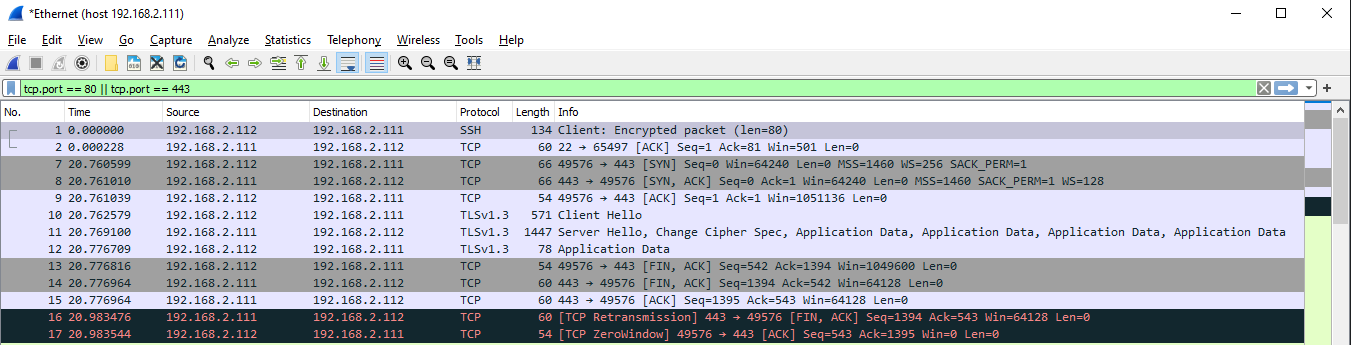 *Ethernet (host 192.168.2.111)
File Edit View Go Capture Analyze Statistics Telephony Wireless Tools Help
tcp.port == 80 || tcp.port == 443
No. Time Source Destination Protocol Length Info
1 0.000000 192.168.2.112 192.168.2.111 SSH 134 Client: Encrypted packet (len=80)
2 0.000228 192.168.2.111 192.168.2.112 TCP 60 22 → 65497 [ACK] Seq=1 Ack=81 Win=501 Len=0
7 20.760599 192.168.2.112 192.168.2.111 TCP 66 49576 → 443 [SYN] Seq=0 Win=64240 Len=0 MSS=1460 WS=256 SACK_PERM=1
8 20.761010 192.168.2.111 192.168.2.112 TCP 66 443 → 49576 [SYN, ACK] Seq=0 Ack=1 Win=64240 Len=0 MSS=1460 SACK_PERM=1 WS=128
9 20.761039 192.168.2.112 192.168.2.111 TCP 54 49576 → 443 [ACK] Seq=1 Ack=1 Win=1051136 Len=0
10 20.762579 192.168.2.112 192.168.2.111 TLSv1.3 571 Client Hello
11 20.769100 192.168.2.111 192.168.2.112 TLSv1.3 1447 Server Hello, Change Cipher Spec, Application Data, Application Data, Application Data, Application Data
12 20.776709 192.168.2.112 192.168.2.111 TLSv1.3 78 Application Data
13 20.776816 192.168.2.112 192.168.2.111 TCP 54 49576 → 443 [FIN, ACK] Seq=542 Ack=1394 Win=1049600 Len=0
14 20.776964 192.168.2.111 192.168.2.112 TCP 60 443 → 49576 [FIN, ACK] Seq=1394 Ack=542 Win=64128 Len=0
15 20.776964 192.168.2.111 192.168.2.112 TCP 60 443 → 49576 [ACK] Seq=1395 Ack=543 Win=64128 Len=0
16 20.983476 192.168.2.111 192.168.2.112 TCP 60 [TCP Retransmission] 443 → 49576 [FIN, ACK] Seq=1394 Ack=543 Win=64128 Len=0
17 20.983544 192.168.2.112 192.168.2.111 TCP 54 [TCP ZeroWindow] 49576 → 443 [ACK] Seq=543 Ack=1395 Win=0 Len=0